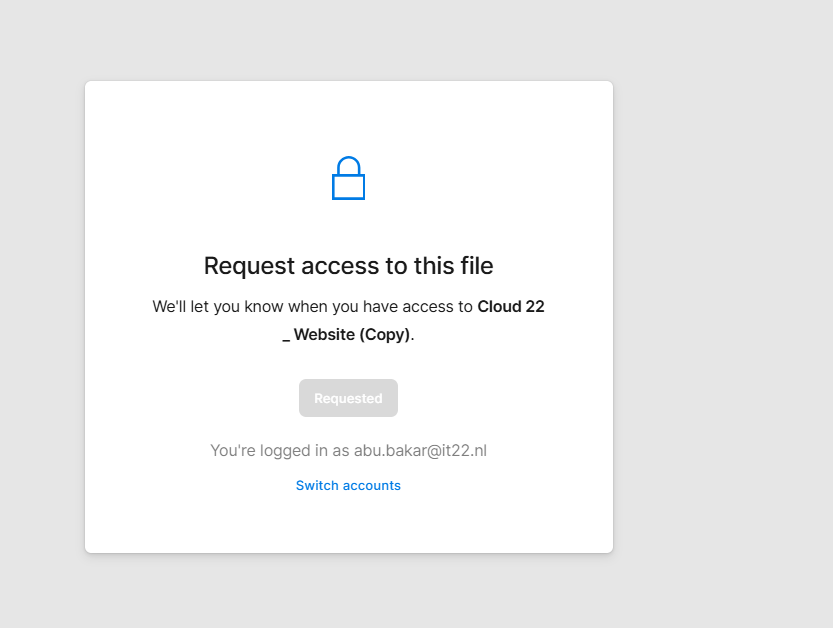 Request access to this file
We'll let you know when you have access to Cloud 22
_ Website (Copy).
Requested
You're logged in as abu.bakar@it22.nl
Switch accounts